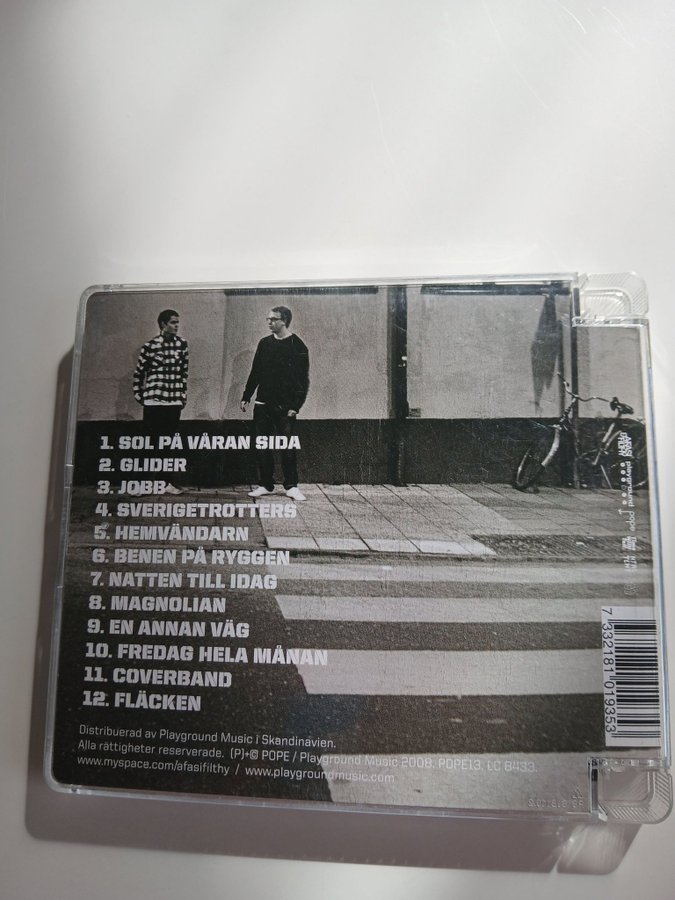 1. SOL PÅ VÅRAN SIDA
2. GLIDER
3. JOBB
4. SVERIGETROTTERS
5. HEMVÄNDARN
6. BENEN PÅ RYGGEN
7. NATTEN TILL IDAG
8. MAGNOLIAN
9. EN ANNAN VÄG
10. FREDAG HELA MÅNAN
11. COVERBAND
12. FLÄCKEN
Distribuerad av Playground Music i Skandinavien.
Alla rättigheter reserverade. (P)+© POPE / Playground Music 2008. POPE13. LC 6433.
www.myspace.com/afasifilthy / www.playgroundmusic.com
playground
pope
7 332181 019353